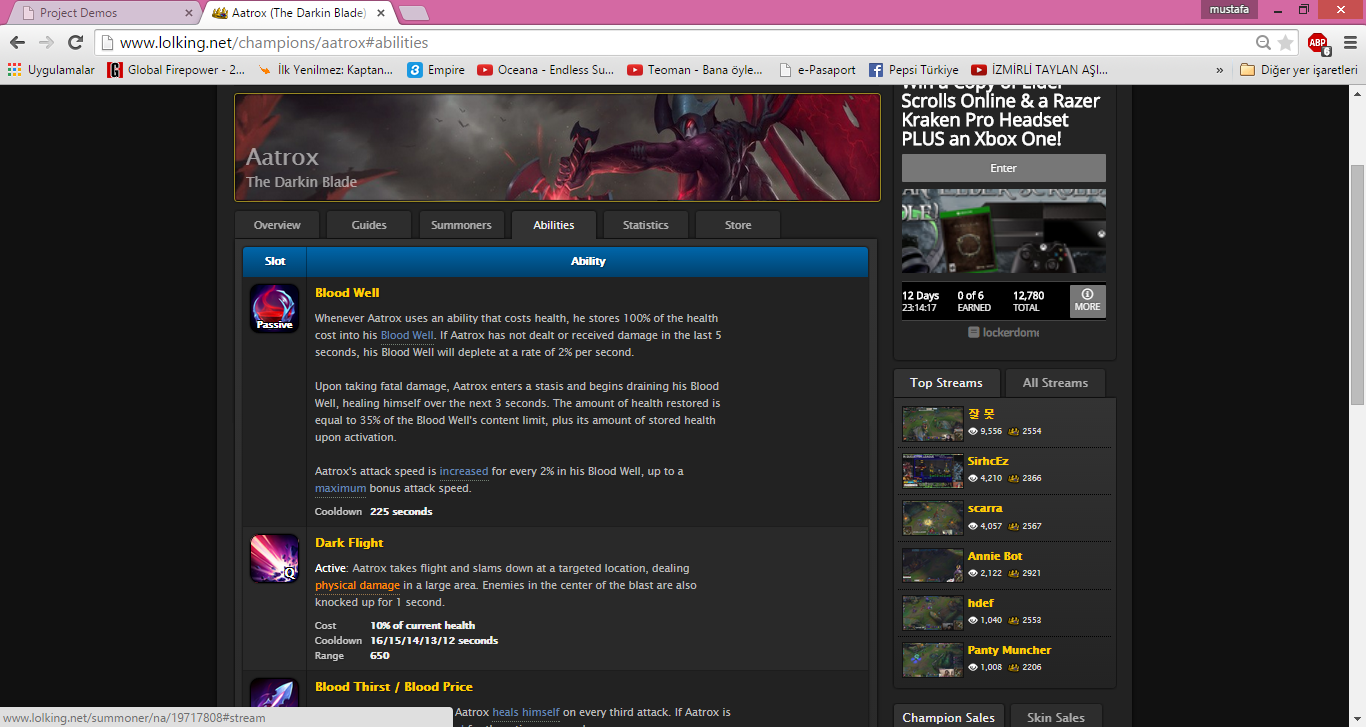 Project Demos
Aatrox (The Darkin Blade)
mustafa
www.lolking.net/champions/aatrox#abilities
ABP
6
Uygulamalar
Global Firepower - 2...
İlk Yenilmez: Kaptan...
Empire
Oceana - Endless Su...
Teoman - Bana öyle...
e-Pasaport
Pepsi Türkiye
İZMİRLİ TAYLAN AŞI...
»
Diğer yer işaretleri
Aatrox
The Darkin Blade
Overview
Guides
Summoners
Abilities
Statistics
Store
Slot
Ability
Passive
Blood Well
Whenever Aatrox uses an ability that costs health, he stores 100% of the health
cost into his Blood Well. If Aatrox has not dealt or received damage in the last 5
seconds, his Blood Well will deplete at a rate of 2% per second.
Upon taking fatal damage, Aatrox enters a stasis and begins draining his Blood
Well, healing himself over the next 3 seconds. The amount of health restored is
equal to 35% of the Blood Well's content limit, plus its amount of stored health
upon activation.
Aatrox's attack speed is increased for every 2% in his Blood Well, up to a
maximum bonus attack speed.
Cooldown 225 seconds
Q
Dark Flight
Active: Aatrox takes flight and slams down at a targeted location, dealing
physical damage in a large area. Enemies in the center of the blast are also
knocked up for 1 second.
Cost 10% of current health
Cooldown 16/15/14/13/12 seconds
Range 650
Blood Thirst / Blood Price
Aatrox heals himself on every third attack. If Aatrox is
www.lolking.net/summoner/na/19717808#stream
Win a Copy of Elder
Scrolls Online & a Razer
Kraken Pro Headset
PLUS an Xbox One!
Enter
12 Days
23:14:17
0 of 6
EARNED
12,780
TOTAL
MORE
lockerdome
Top Streams
All Streams
잘 못
9,556 2554
SirhcEz
4,210 2366
scarra
4,057 2567
Annie Bot
2,122 2921
hdef
1,040 2553
Panty Muncher
1,008 2206
Champion Sales
Skin Sales